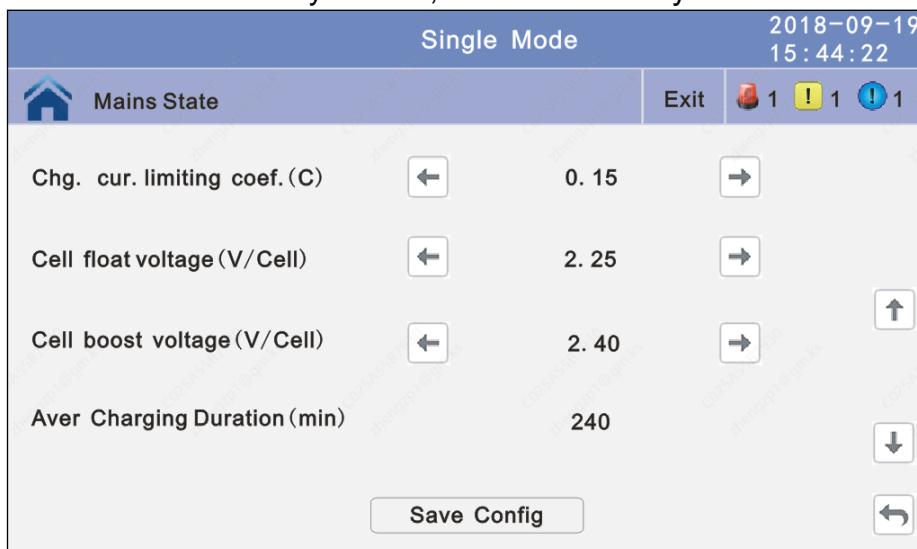 Single Mode
2018-09-19
15:44:22
Mains State
Exit
1
! 1
! 1
Chg. cur. limiting coef.(C) 0.15
Cell float voltage(V/Cell) 2.25
Cell boost voltage(V/Cell) 2.40
Aver Charging Duration(min) 240
Save Config